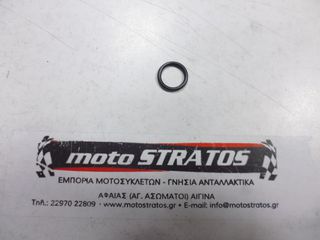 moto STRATOS
ΕΜΠΟΡΙΑ ΜΟΤΟΣΥΚΛΕΤΩΝ - ΓΝΗΣΙΑ ΑΝΤΑΛΛΑΚΤΙΚΑ
ΑΦΑΙΑΣ (ΑΓ. ΑΣΩΜΑΤΟΙ) ΑΙΓΙΝΑ
Τηλ.: 22970 22809 · www.motostratos.gr • E-mail: info@motostratos.gr